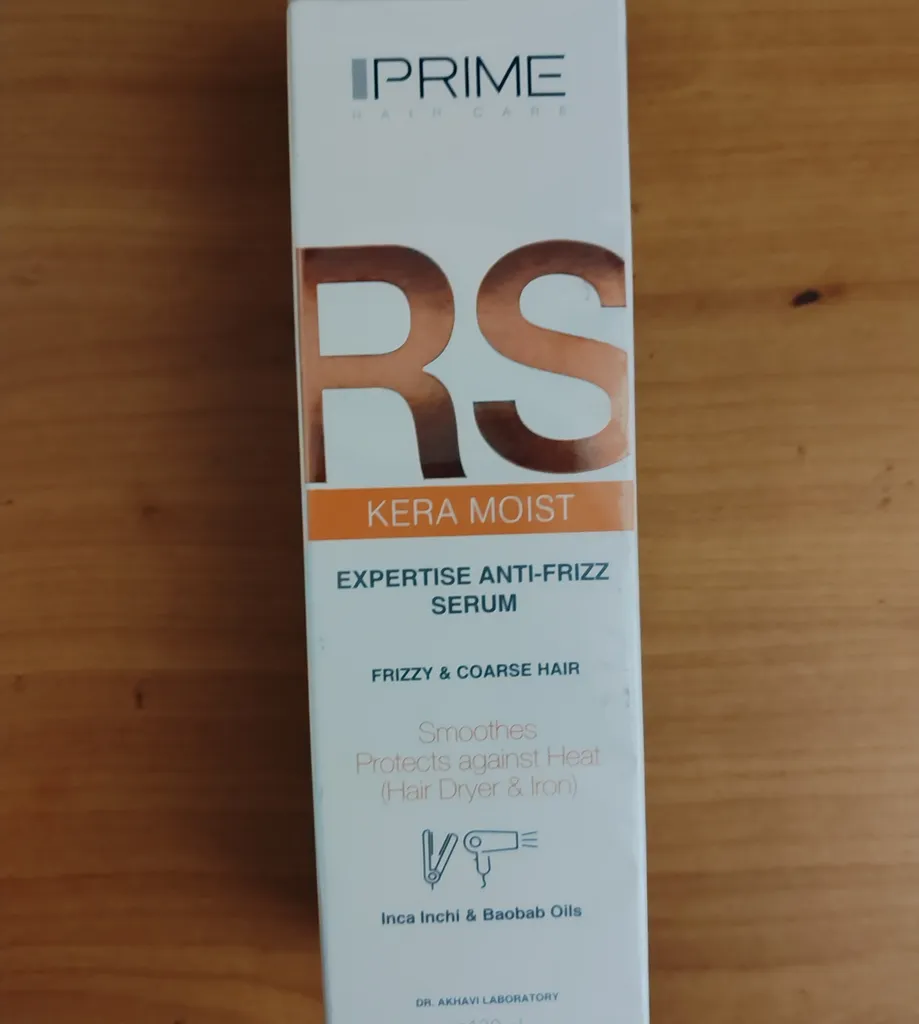 PRIME
HAIR CARE
RS
KERA MOIST
EXPERTISE ANTI-FRIZZ
SERUM
FRIZZY & COARSE HAIR
Smoothes
Protects against Heat
(Hair Dryer & Iron)
Inca Inchi & Baobab Oils
DR. AKHAVI LABORATORY